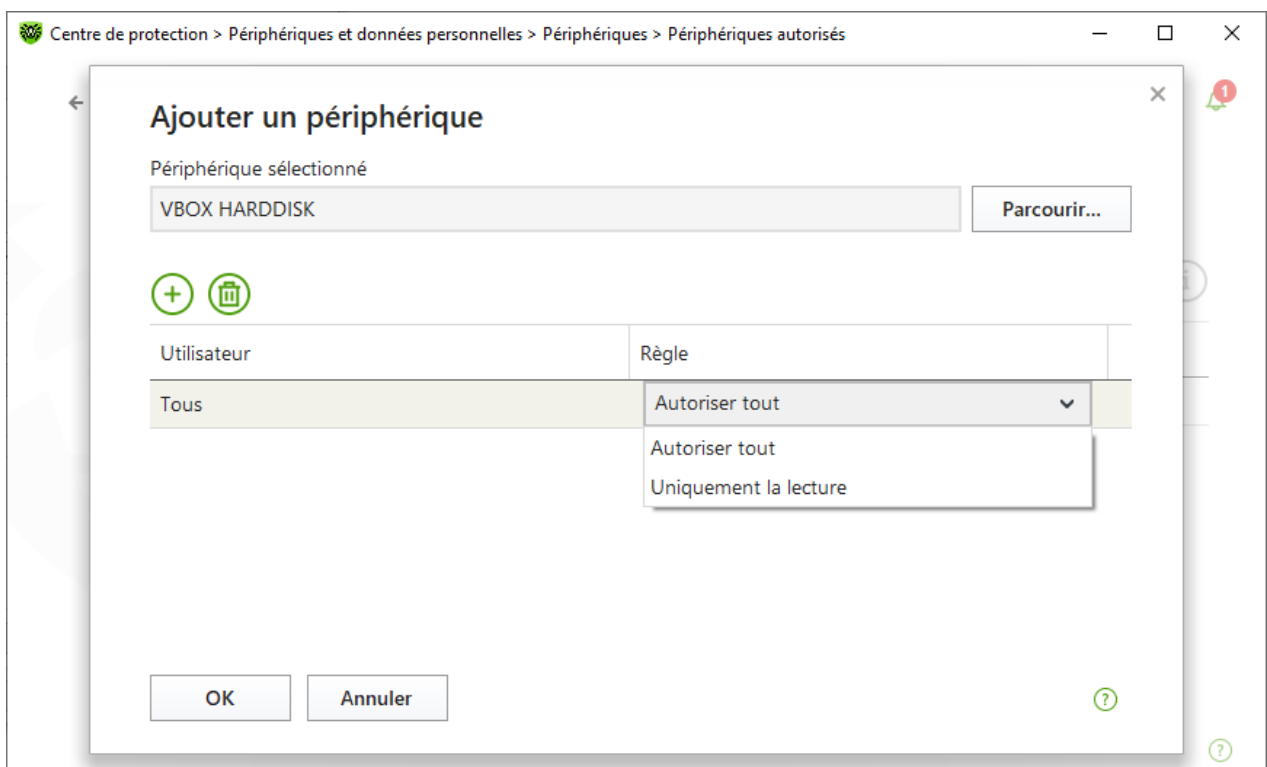 Centre de protection > Périphériques et données personnelles > Périphériques > Périphériques autorisés
1
Ajouter un périphérique
Périphérique sélectionné
VBOX HARDDISK
Parcourir...
Utilisateur
Règle
Tous
Autoriser tout
Autoriser tout
Uniquement la lecture
OK
Annuler
?
?